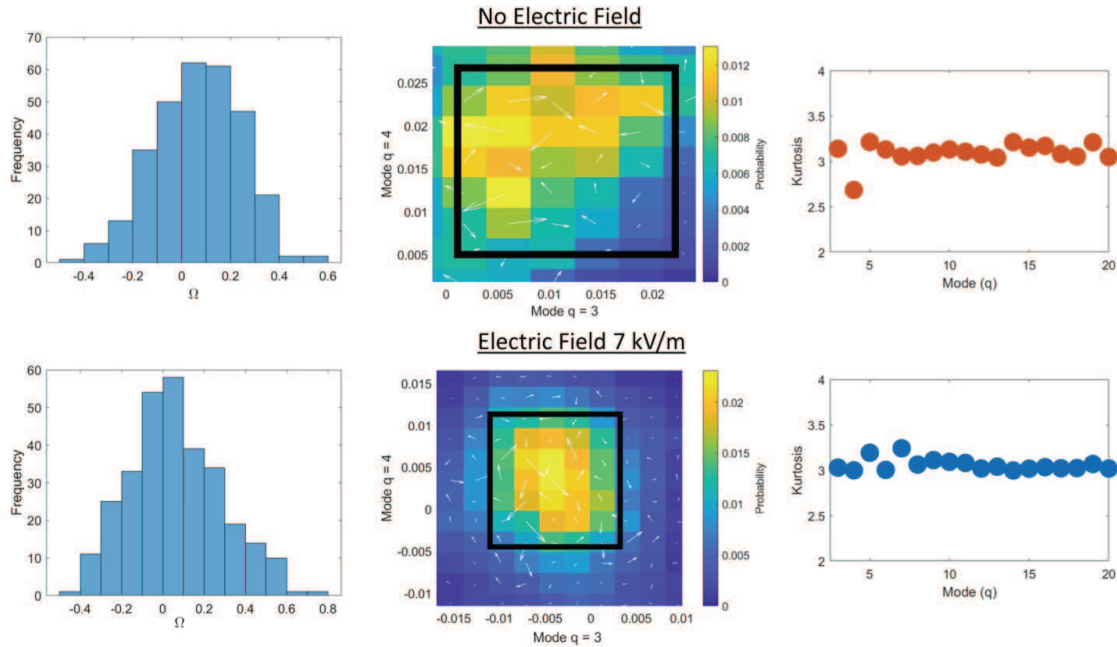 No Electric Field
70
60
50
40
30
20
10
0
Frequency
-0.4 -0.2 0 0.2 0.4 0.6
Ω
0.025
0.02
0.015
0.01
0.005
Mode q = 4
0 0.005 0.01 0.015 0.02
Mode q = 3
0.012
0.01
0.008
0.006
0.004
0.002
0
Probability
4
3.5
3
2.5
2
Kurtosis
5 10 15 20
Mode (q)
Electric Field 7 kV/m
60
50
40
30
20
10
0
Frequency
-0.4 -0.2 0 0.2 0.4 0.6 0.8
Ω
0.015
0.01
0.005
0
-0.005
-0.01
Mode q = 4
-0.015 -0.01 -0.005 0 0.005 0.01
Mode q = 3
0.02
0.015
0.01
0.005
0
Probability
4
3.5
3
2.5
2
Kurtosis
5 10 15 20
Mode (q)